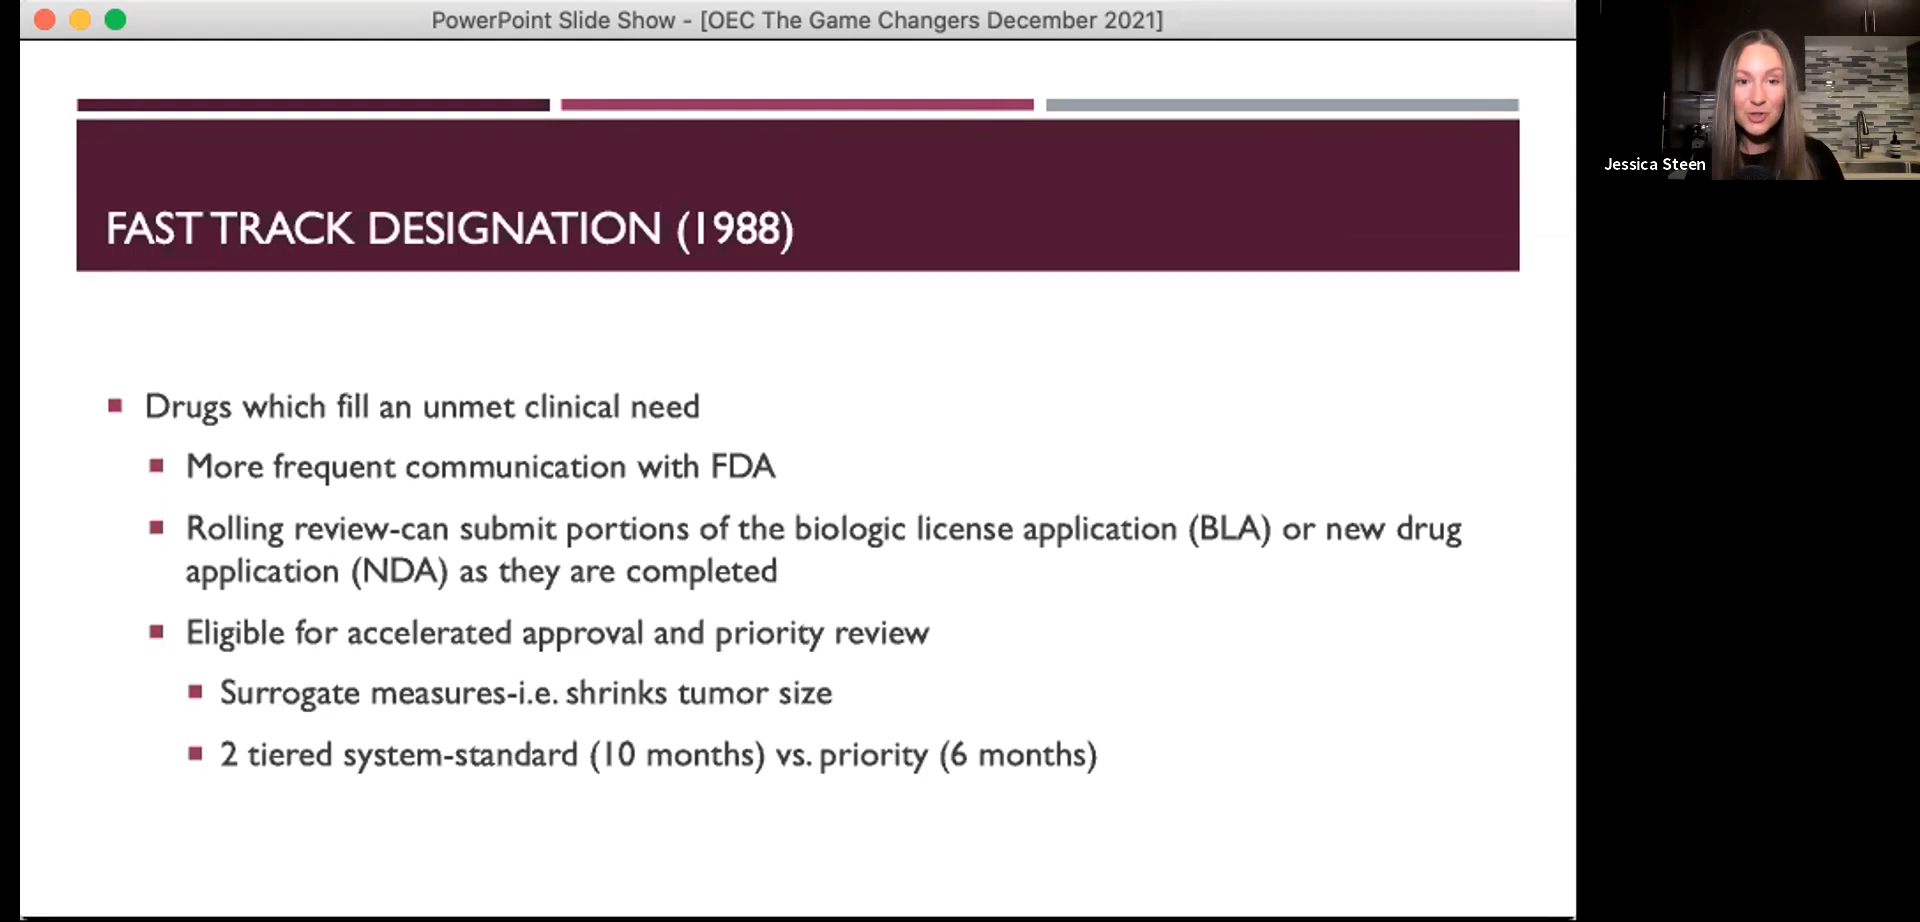 PowerPoint Slide Show - [OEC The Game Changers December 2021]
Jessica Steen
FAST TRACK DESIGNATION (1988)
Drugs which fill an unmet clinical need
More frequent communication with FDA
Rolling review-can submit portions of the biologic license application (BLA) or new drug
application (NDA) as they are completed
Eligible for accelerated approval and priority review
Surrogate measures-i.e. shrinks tumor size
2 tiered system-standard (10 months) vs. priority (6 months)